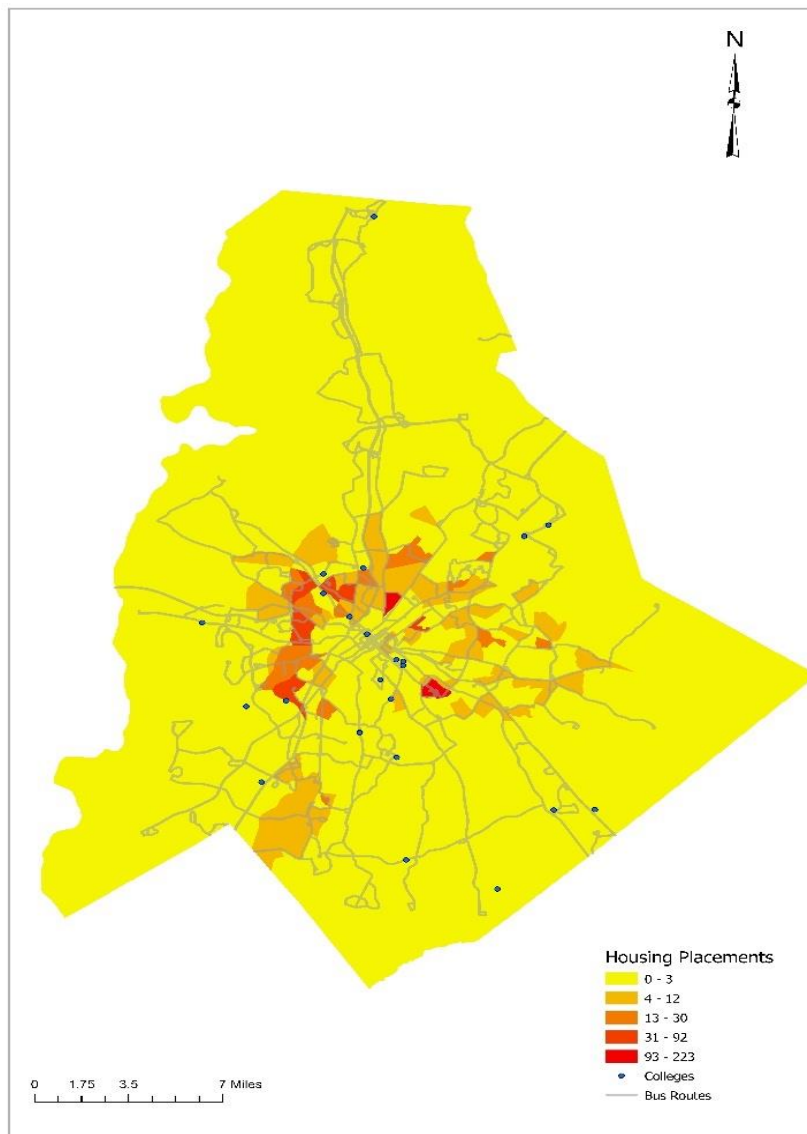 N
Housing Placements
0 - 3
4 - 12
13 - 30
31 - 92
93 - 223
Colleges
Bus Routes
0 1.75 3.5 7 Miles